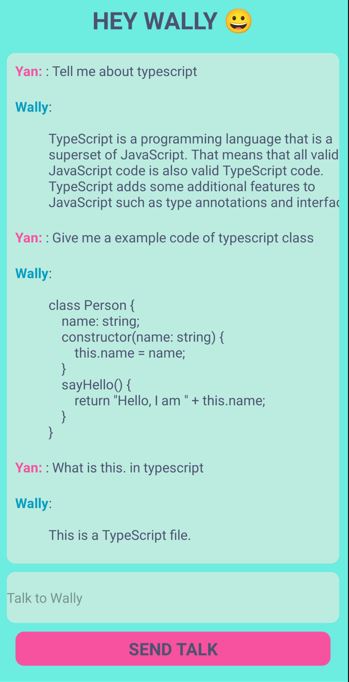 HEY WALLY 😀
Yan: : Tell me about typescript
Wally:
TypeScript is a programming language that is a
superset of JavaScript. That means that all valid
JavaScript code is also valid TypeScript code.
TypeScript adds some additional features to
JavaScript such as type annotations and
Yan: : Give me a example code of typescript class
Wally:
class Person {
name: string;
constructor(name: string) {
this.name = name;
}
sayHello() {
return "Hello, I am " + this.name;
}
}
Yan: : What is this. in typescript
Wally:
This is a TypeScript file.
Talk to Wally
SEND TALK